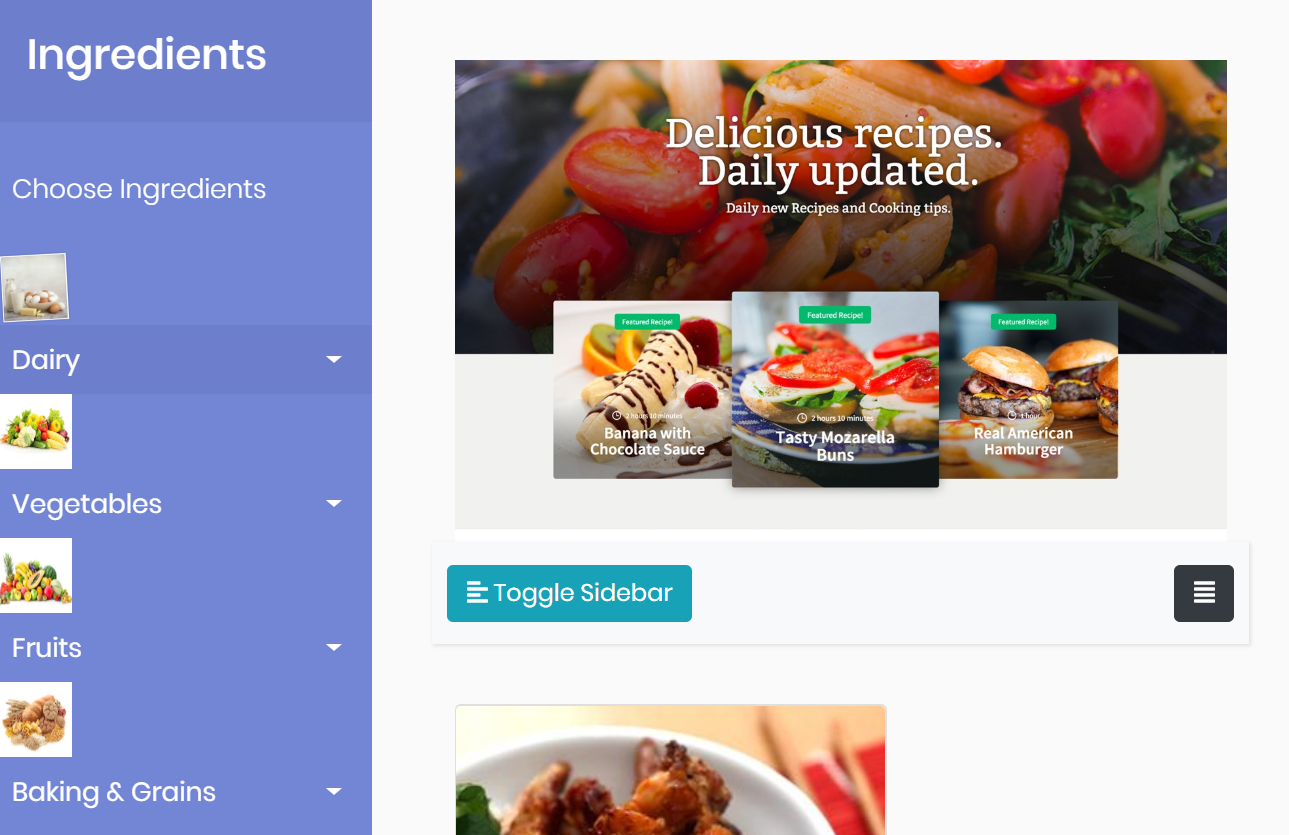 Ingredients
Choose Ingredients
Dairy
Vegetables
Fruits
Baking & Grains
Delicious recipes.
Daily updated.
Daily new Recipes and Cooking tips.
Featured Recipe!
2 hours 10 minutes
Banana with
Chocolate Sauce
Featured Recipe!
2 hours 10 minutes
Tasty Mozarella
Buns
Featured Recipe!
1 hour
Real American
Hamburger
Toggle Sidebar